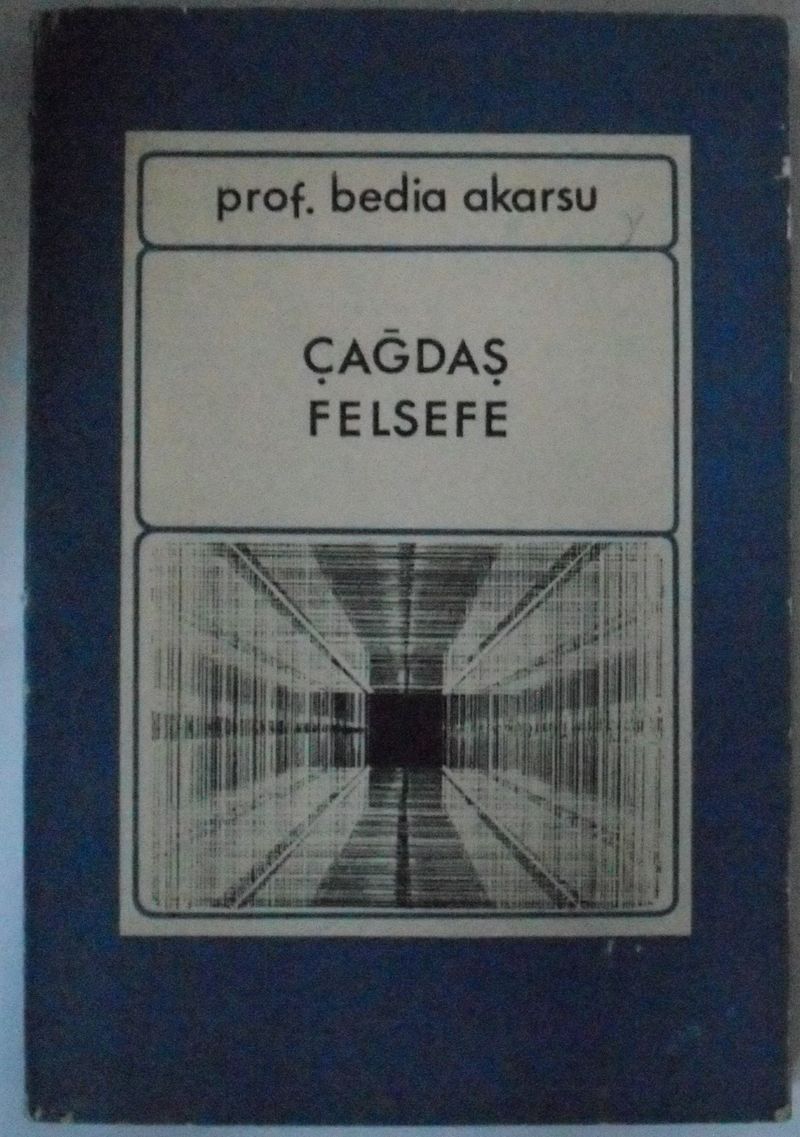 prof. bedia akarsu
ÇAĞDAŞ
FELSEFE